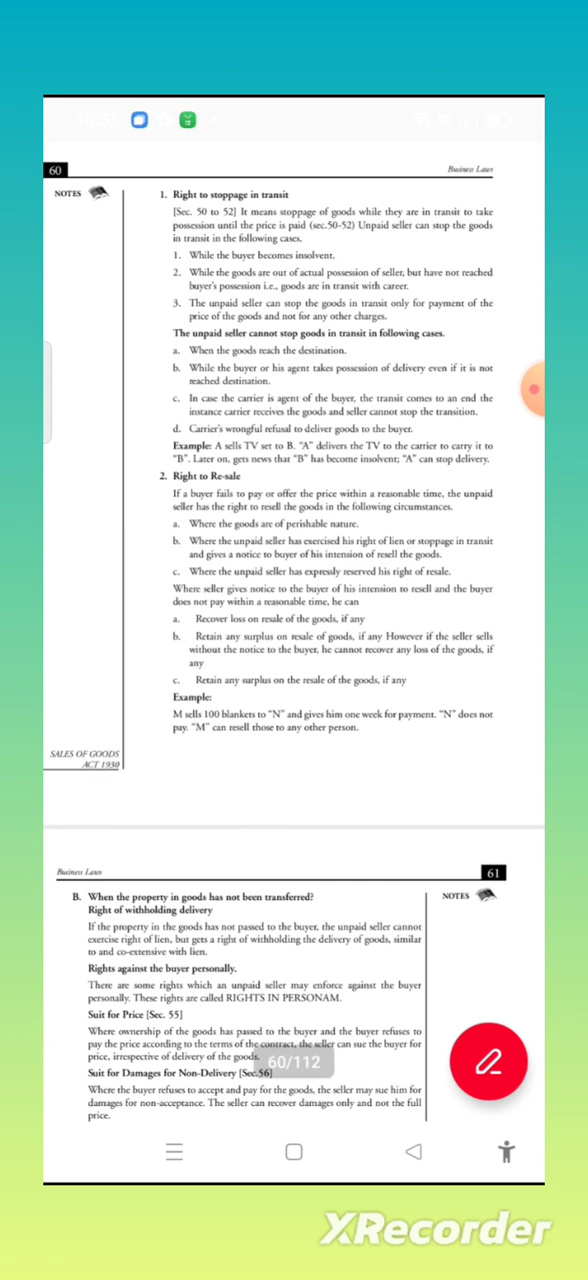 60
Business Laws
NOTES
1. Right to stoppage in transit
[Sec. 50 to 52] It means stoppage of goods while they are in transit to take
possession until the price is paid (sec.50-52) Unpaid seller can stop the goods
in transit in the following cases.
1. While the buyer becomes insolvent.
2. While the goods are out of actual possession of seller, but have not reached
buyer's possession i.e., goods are in transit with career.
3. The unpaid seller can stop the goods in transit only for payment of the
price of the goods and not for any other charges.
The unpaid seller cannot stop goods in transit in following cases.
a. When the goods reach the destination.
b. While the buyer or his agent takes possession of delivery even if it is not
reached destination.
c. In case the carrier is agent of the buyer, the transit comes to an end the
instance carrier receives the goods and seller cannot stop the transition.
d. Carrier's wrongful refusal to deliver goods to the buyer.
Example: A sells TV set to B. "A" delivers the TV to the carrier to carry it to
"B". Later on, gets news that "B" has become insolvent; "A" can stop delivery.
2. Right to Re-sale
If a buyer fails to pay or offer the price within a reasonable time, the unpaid
seller has the right to resell the goods in the following circumstances.
a. Where the goods are of perishable nature.
b. Where the unpaid seller has exercised his right of lien or stoppage in transit
and gives a notice to buyer of his intension of resell the goods.
c. Where the unpaid seller has expressly reserved his right of resale.
Where seller gives notice to the buyer of his intension to resell and the buyer
does not pay within a reasonable time, he can
a. Recover loss on resale of the goods, if any
b. Retain any surplus on resale of goods, if any However if the seller sells
without the notice to the buyer, he cannot recover any loss of the goods, if
any
c. Retain any surplus on the resale of the goods, if any
Example:
M sells 100 blankets to "N" and gives him one week for payment. "N" does not
pay. "M" can resell those to any other person.
SALES OF GOODS
ACT 1930
Business Laws
61
NOTES
B. When the property in goods has not been transferred?
Right of withholding delivery
If the property in the goods has not passed to the buyer, the unpaid seller cannot
exercise right of lien, but gets a right of withholding the delivery of goods, similar
to and co-extensive with lien.
Rights against the buyer personally.
There are some rights which an unpaid seller may enforce against the buyer
personally. These rights are called RIGHTS IN PERSONAM.
Suit for Price [Sec. 55]
Where ownership of the goods has passed to the buyer and the buyer refuses to
pay the price according to the terms of the contract, the seller can sue the buyer for
price, irrespective of delivery of the goods.
60/112
Suit for Damages for Non-Delivery [Sec.56]
Where the buyer refuses to accept and pay for the goods, the seller may sue him for
damages for non-acceptance. The seller can recover damages only and not the full
price.
XRecorder